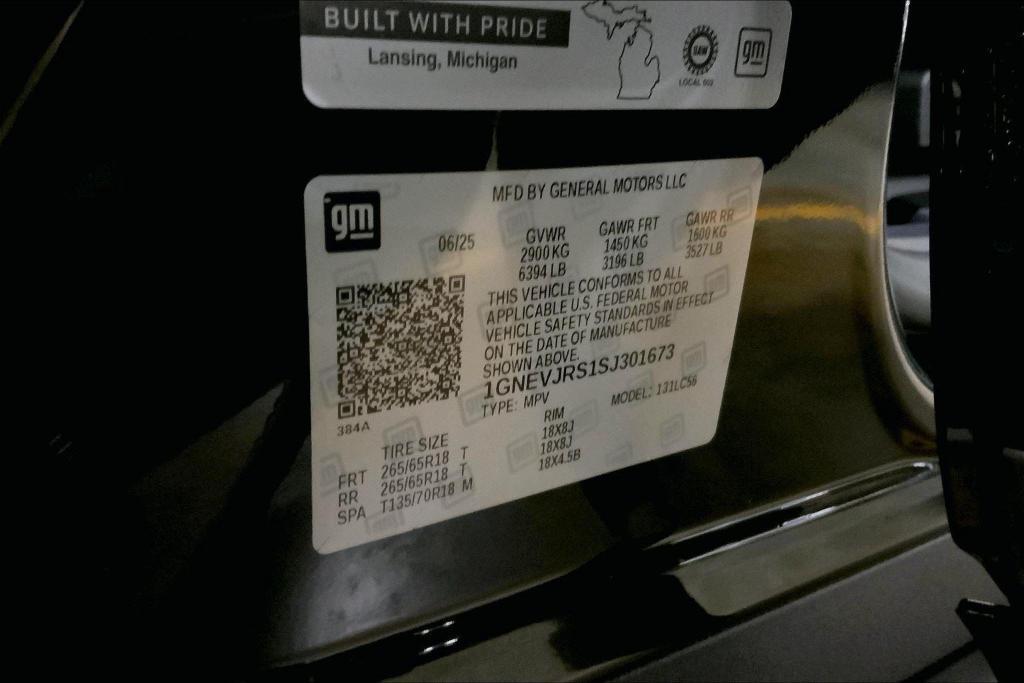 BUILT WITH PRIDE
Lansing, Michigan
UAW
LOCAL 602
gm
gm
MFD BY GENERAL MOTORS LLC
06/25
GVWR GAWR FRT GAWR RR
2900 KG 1450 KG 1600 KG
6394 LB 3196 LB 3527 LB
THIS VEHICLE CONFORMS TO ALL
APPLICABLE U.S. FEDERAL MOTOR
VEHICLE SAFETY STANDARDS IN EFFECT
ON THE DATE OF MANUFACTURE
SHOWN ABOVE.
1GNEVJRS1SJ301673
TYPE: MPV MODEL: 131LC56
384A
TIRE SIZE RIM
FRT 265/65R18 T 18X8J
RR 265/65R18 T 18X8J
SPA T135/70R18 M 18X4.5B